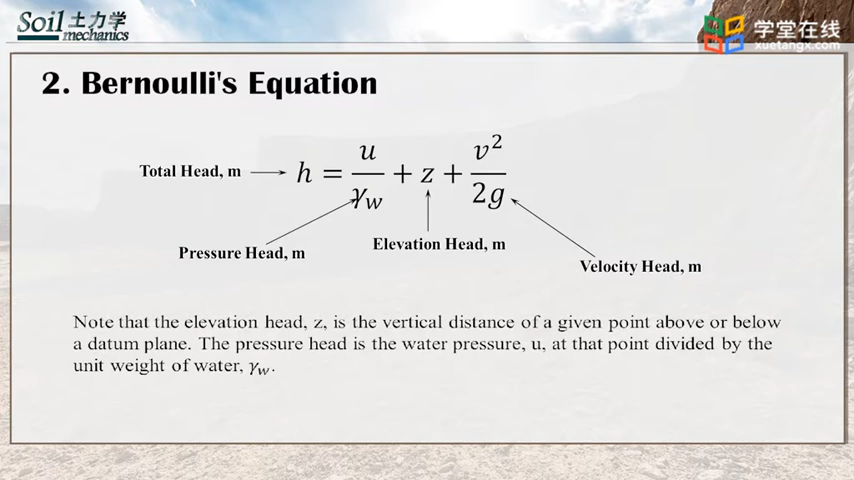 Soil 土力学
mechanics
学堂在线
xuetangx.com
2. Bernoulli's Equation
Total Head, m
h = u/γ_w + z + v²/2g
Pressure Head, m
Elevation Head, m
Velocity Head, m
Note that the elevation head, z, is the vertical distance of a given point above or below
a datum plane. The pressure head is the water pressure, u, at that point divided by the
unit weight of water, γ_w.